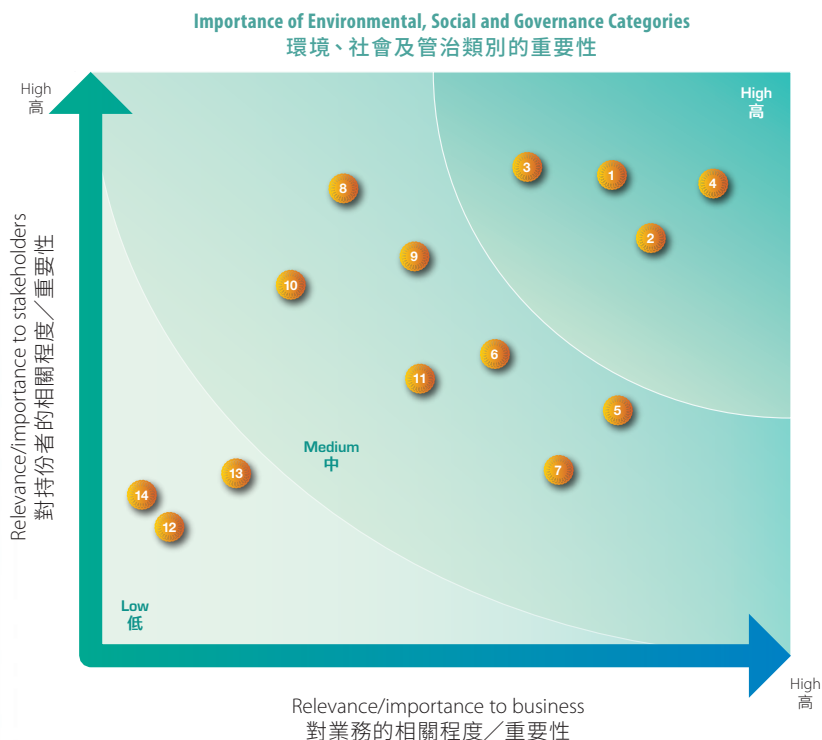 Importance of Environmental, Social and Governance Categories
環境、社會及管治類別的重要性
High
高
High
高
3
1
4
8
2
9
10
6
11
5
Medium
中
7
13
14
12
Low
低
Relevance/importance to stakeholders
對持份者的相關程度／重要性
High
高
Relevance/importance to business
對業務的相關程度／重要性